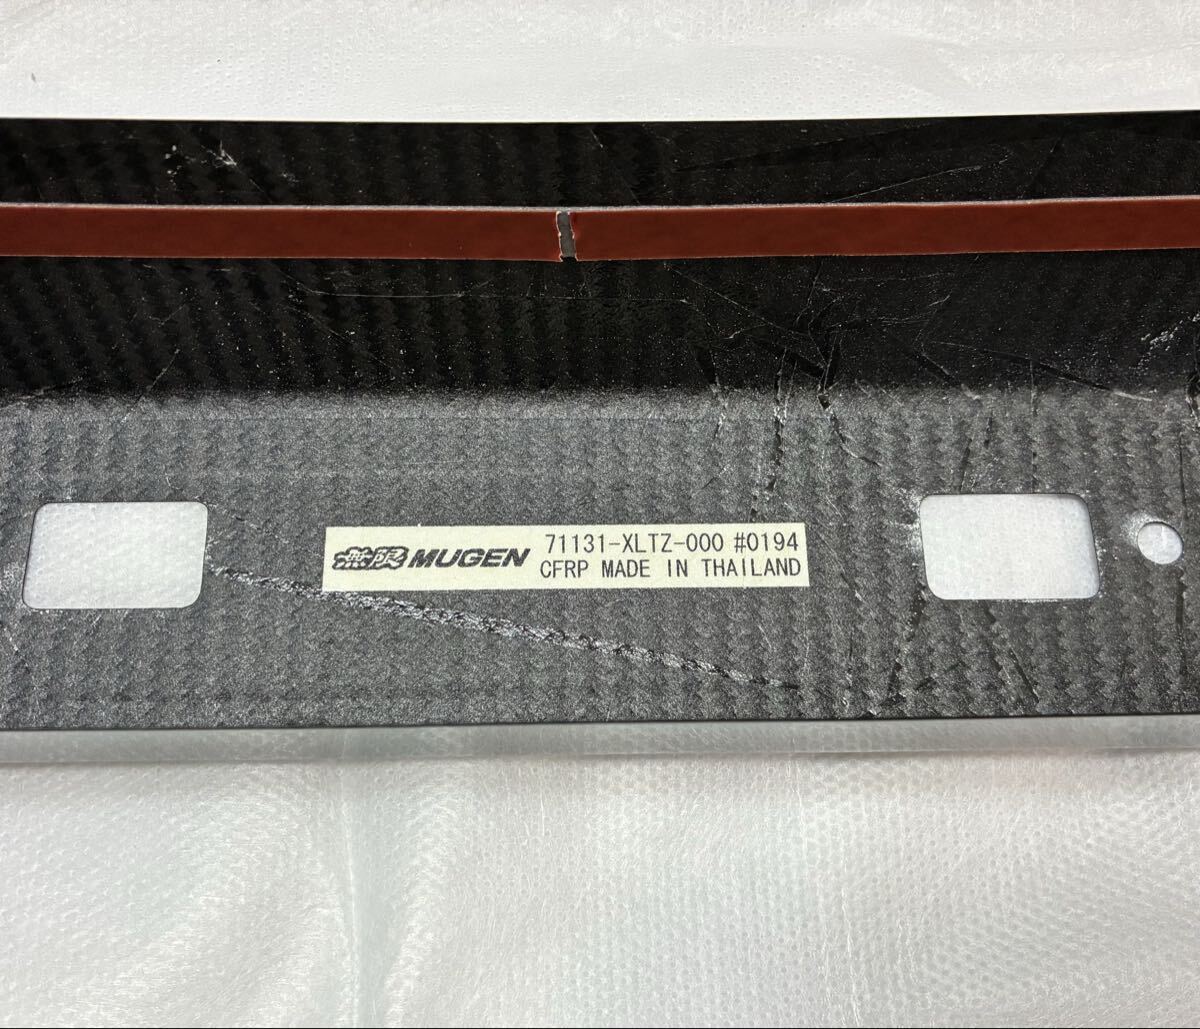 無限 MUGEN 71131-XLTZ-000 #0194
CFRP MADE IN THAILAND